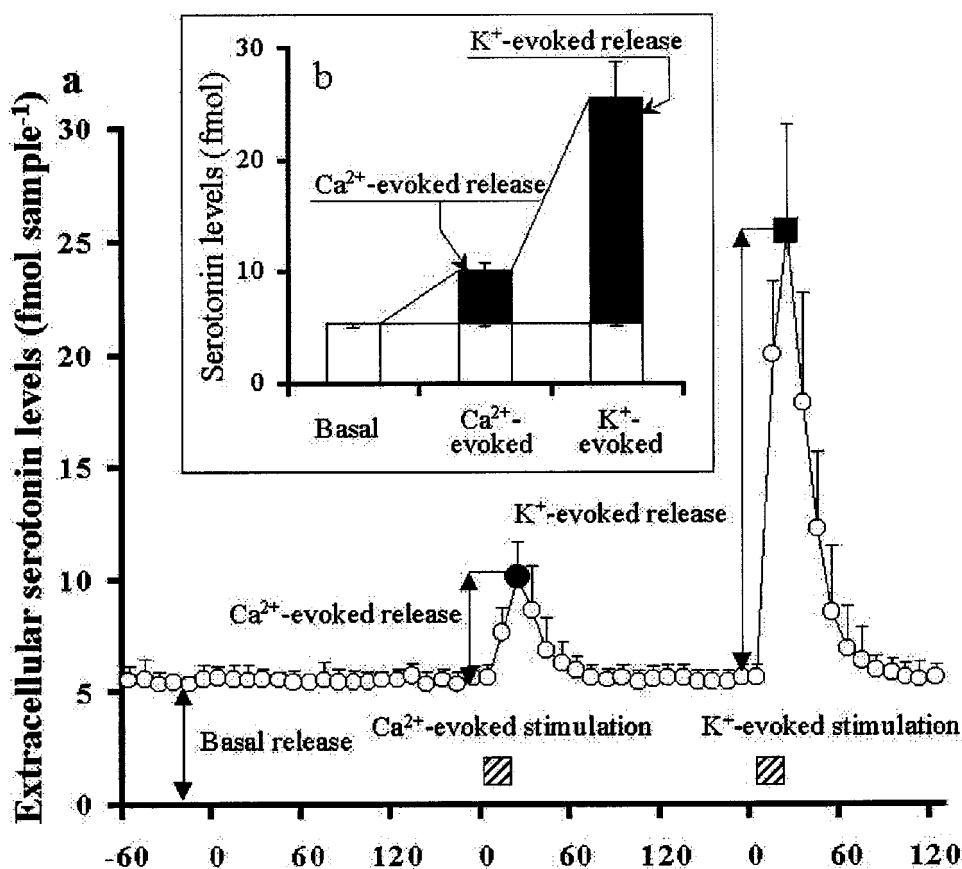 a
Extracellular serotonin levels (fmol sample⁻¹)
30
25
20
15
10
5
0
b
Serotonin levels (fmol)
30
20
10
0
K⁺-evoked release
Ca²⁺-evoked release
Basal
Ca²⁺-
evoked
K⁺-
evoked
K⁺-evoked release
Ca²⁺-evoked release
Basal release
Ca²⁺-evoked stimulation
K⁺-evoked stimulation
-60 0 60 120 0 60 120 0 60 120